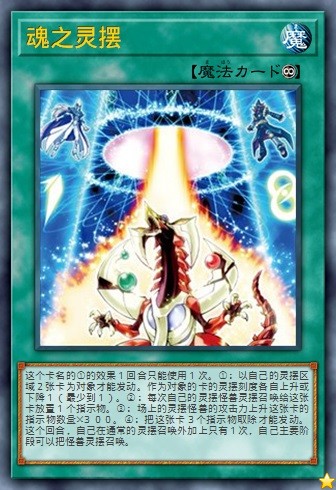 魂之灵摆
魔
【魔法カード】
这个卡名的①的效果1回合只能使用1次。①：以自己的灵摆区
域2张卡为对象才能发动。作为对象的卡的灵摆刻度各自上升或
下降1（最少到1）。②：每次自己的灵摆怪兽灵摆召唤给这张
卡放置1个指示物。③：场上的灵摆怪兽的攻击力上升这张卡的
指示物数量×300。④：把这张卡3个指示物取除才能发动。
这个回合，自己在通常的灵摆召唤外加上只有1次，自己主要阶
段可以把怪兽灵摆召唤。